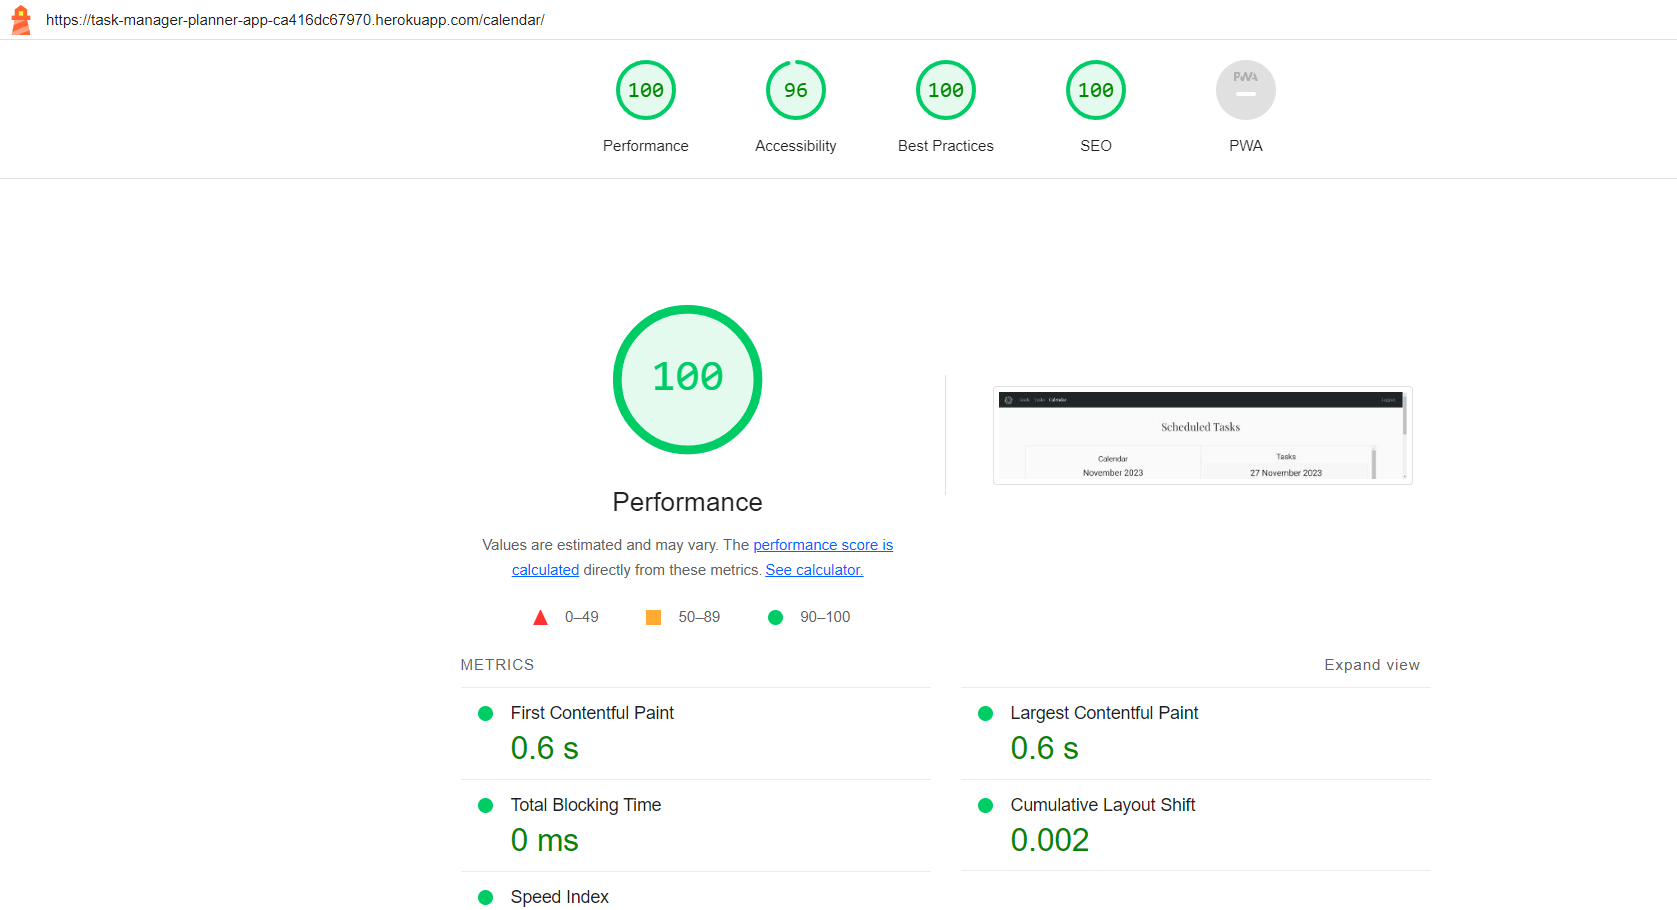 https://task-manager-planner-app-ca416dc67970.herokuapp.com/calendar/
100
96
100
100
PWA
Performance
Accessibility
Best Practices
SEO
PWA
100
Performance
Values are estimated and may vary. The performance score is
calculated directly from these metrics. See calculator.
0–49
50–89
90–100
Goals Tasks Calendar
Logout
Scheduled Tasks
Calendar
Tasks
November 2023
27 November 2023
METRICS
Expand view
First Contentful Paint
0.6 s
Largest Contentful Paint
0.6 s
Total Blocking Time
0 ms
Cumulative Layout Shift
0.002
Speed Index